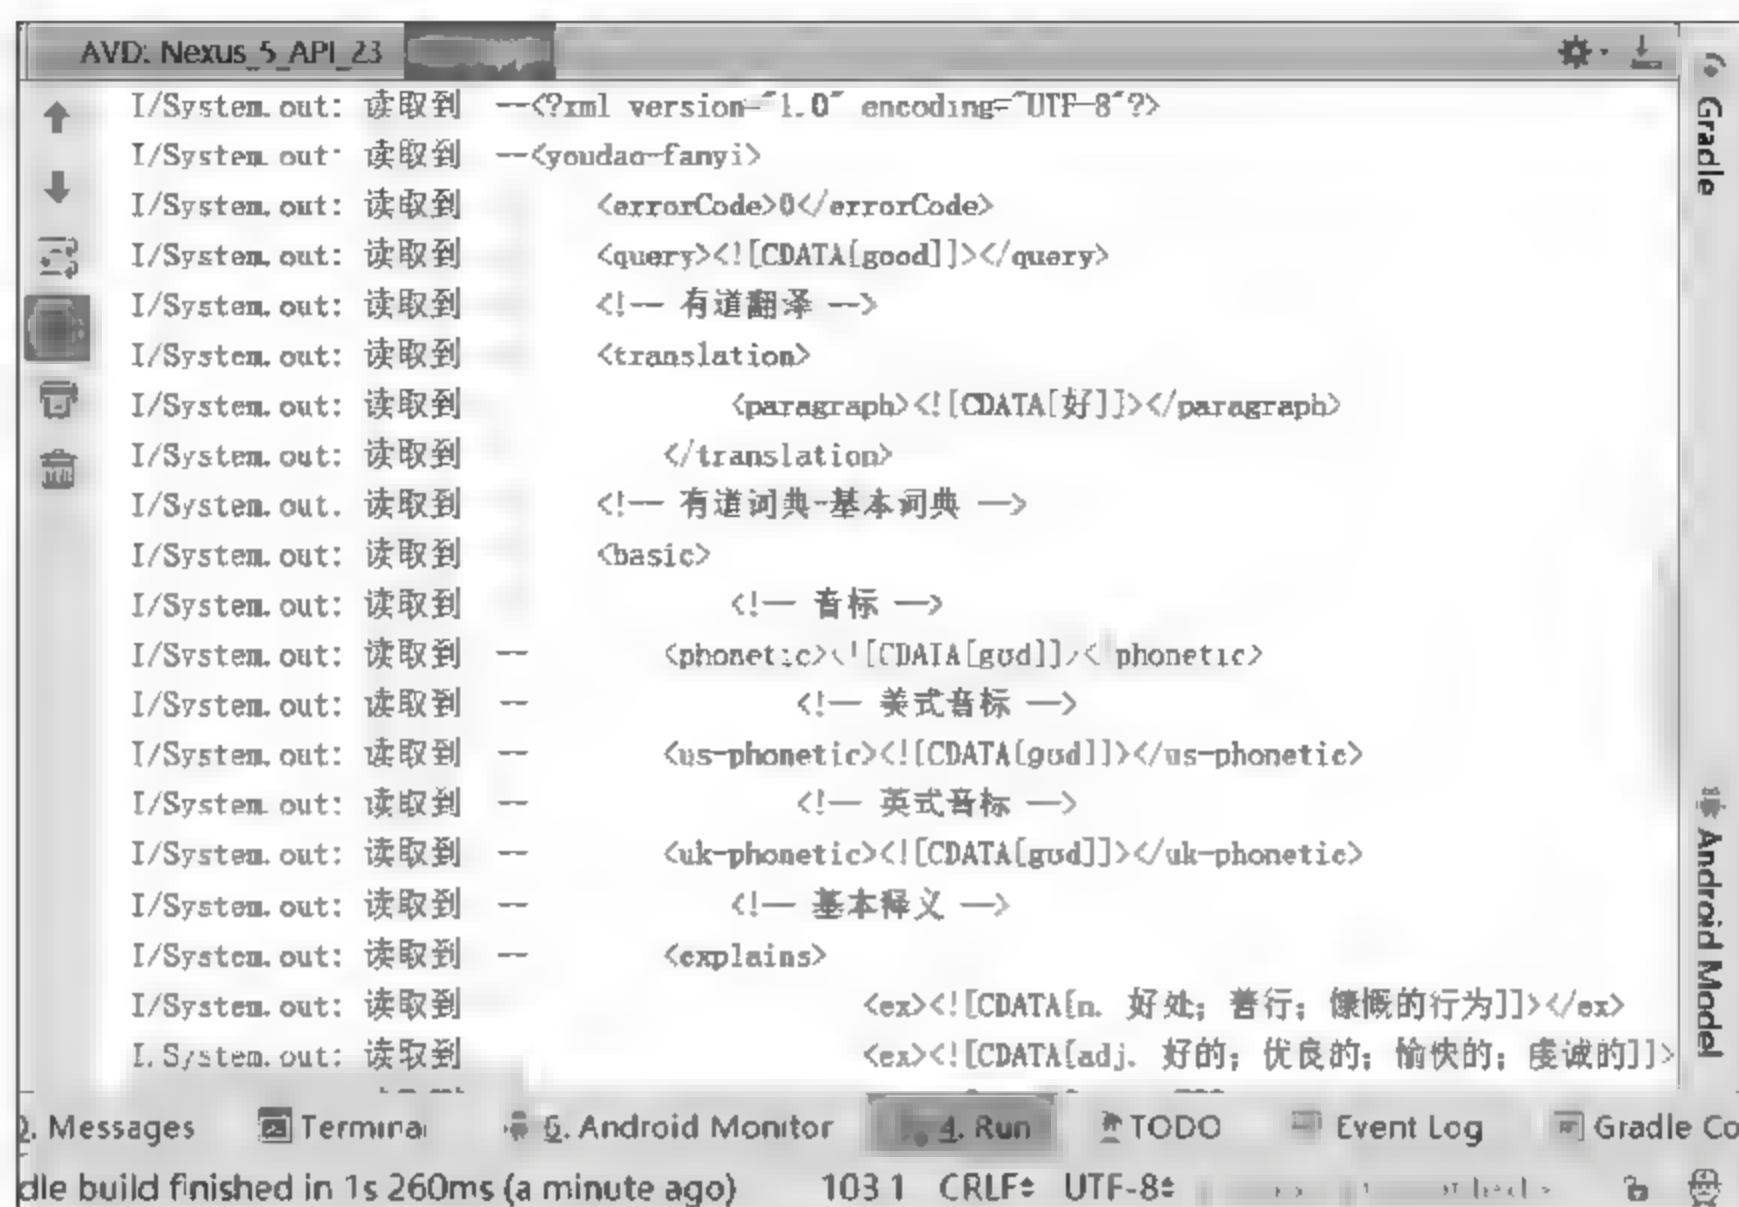 AVD: Nexus_5_API_23
I/System.out: 读取到 --<?xml version="1.0" encoding="UTF-8"?>
I/System.out: 读取到 --<youdao-fanyi>
I/System.out: 读取到 <errorCode>0</errorCode>
I/System.out: 读取到 <query><![CDATA[good]]></query>
I/System.out: 读取到 <!-- 有道翻译 -->
I/System.out: 读取到 <translation>
I/System.out: 读取到 <paragraph><![CDATA[好]]></paragraph>
I/System.out: 读取到 </translation>
I/System.out: 读取到 <!-- 有道词典-基本词典 -->
I/System.out: 读取到 <basic>
I/System.out: 读取到 <!-- 音标 -->
I/System.out: 读取到 -- <phonetic><![CDATA[gʊd]]></phonetic>
I/System.out: 读取到 -- <!-- 美式音标 -->
I/System.out: 读取到 -- <us-phonetic><![CDATA[gʊd]]></us-phonetic>
I/System.out: 读取到 -- <!-- 英式音标 -->
I/System.out: 读取到 -- <uk-phonetic><![CDATA[gʊd]]></uk-phonetic>
I/System.out: 读取到 -- <!-- 基本释义 -->
I/System.out: 读取到 -- <explains>
I/System.out: 读取到 <ex><![CDATA[n. 好处；善行；慷慨的行为]]></ex>
I/System.out: 读取到 <ex><![CDATA[adj. 好的；优良的；愉快的；虔诚的]]>
Gradle
Android Model
0. Messages Terminal 6. Android Monitor 4. Run TODO Event Log Gradle Co
dle build finished in 1s 260ms (a minute ago) 103 1 CRLF UTF-8